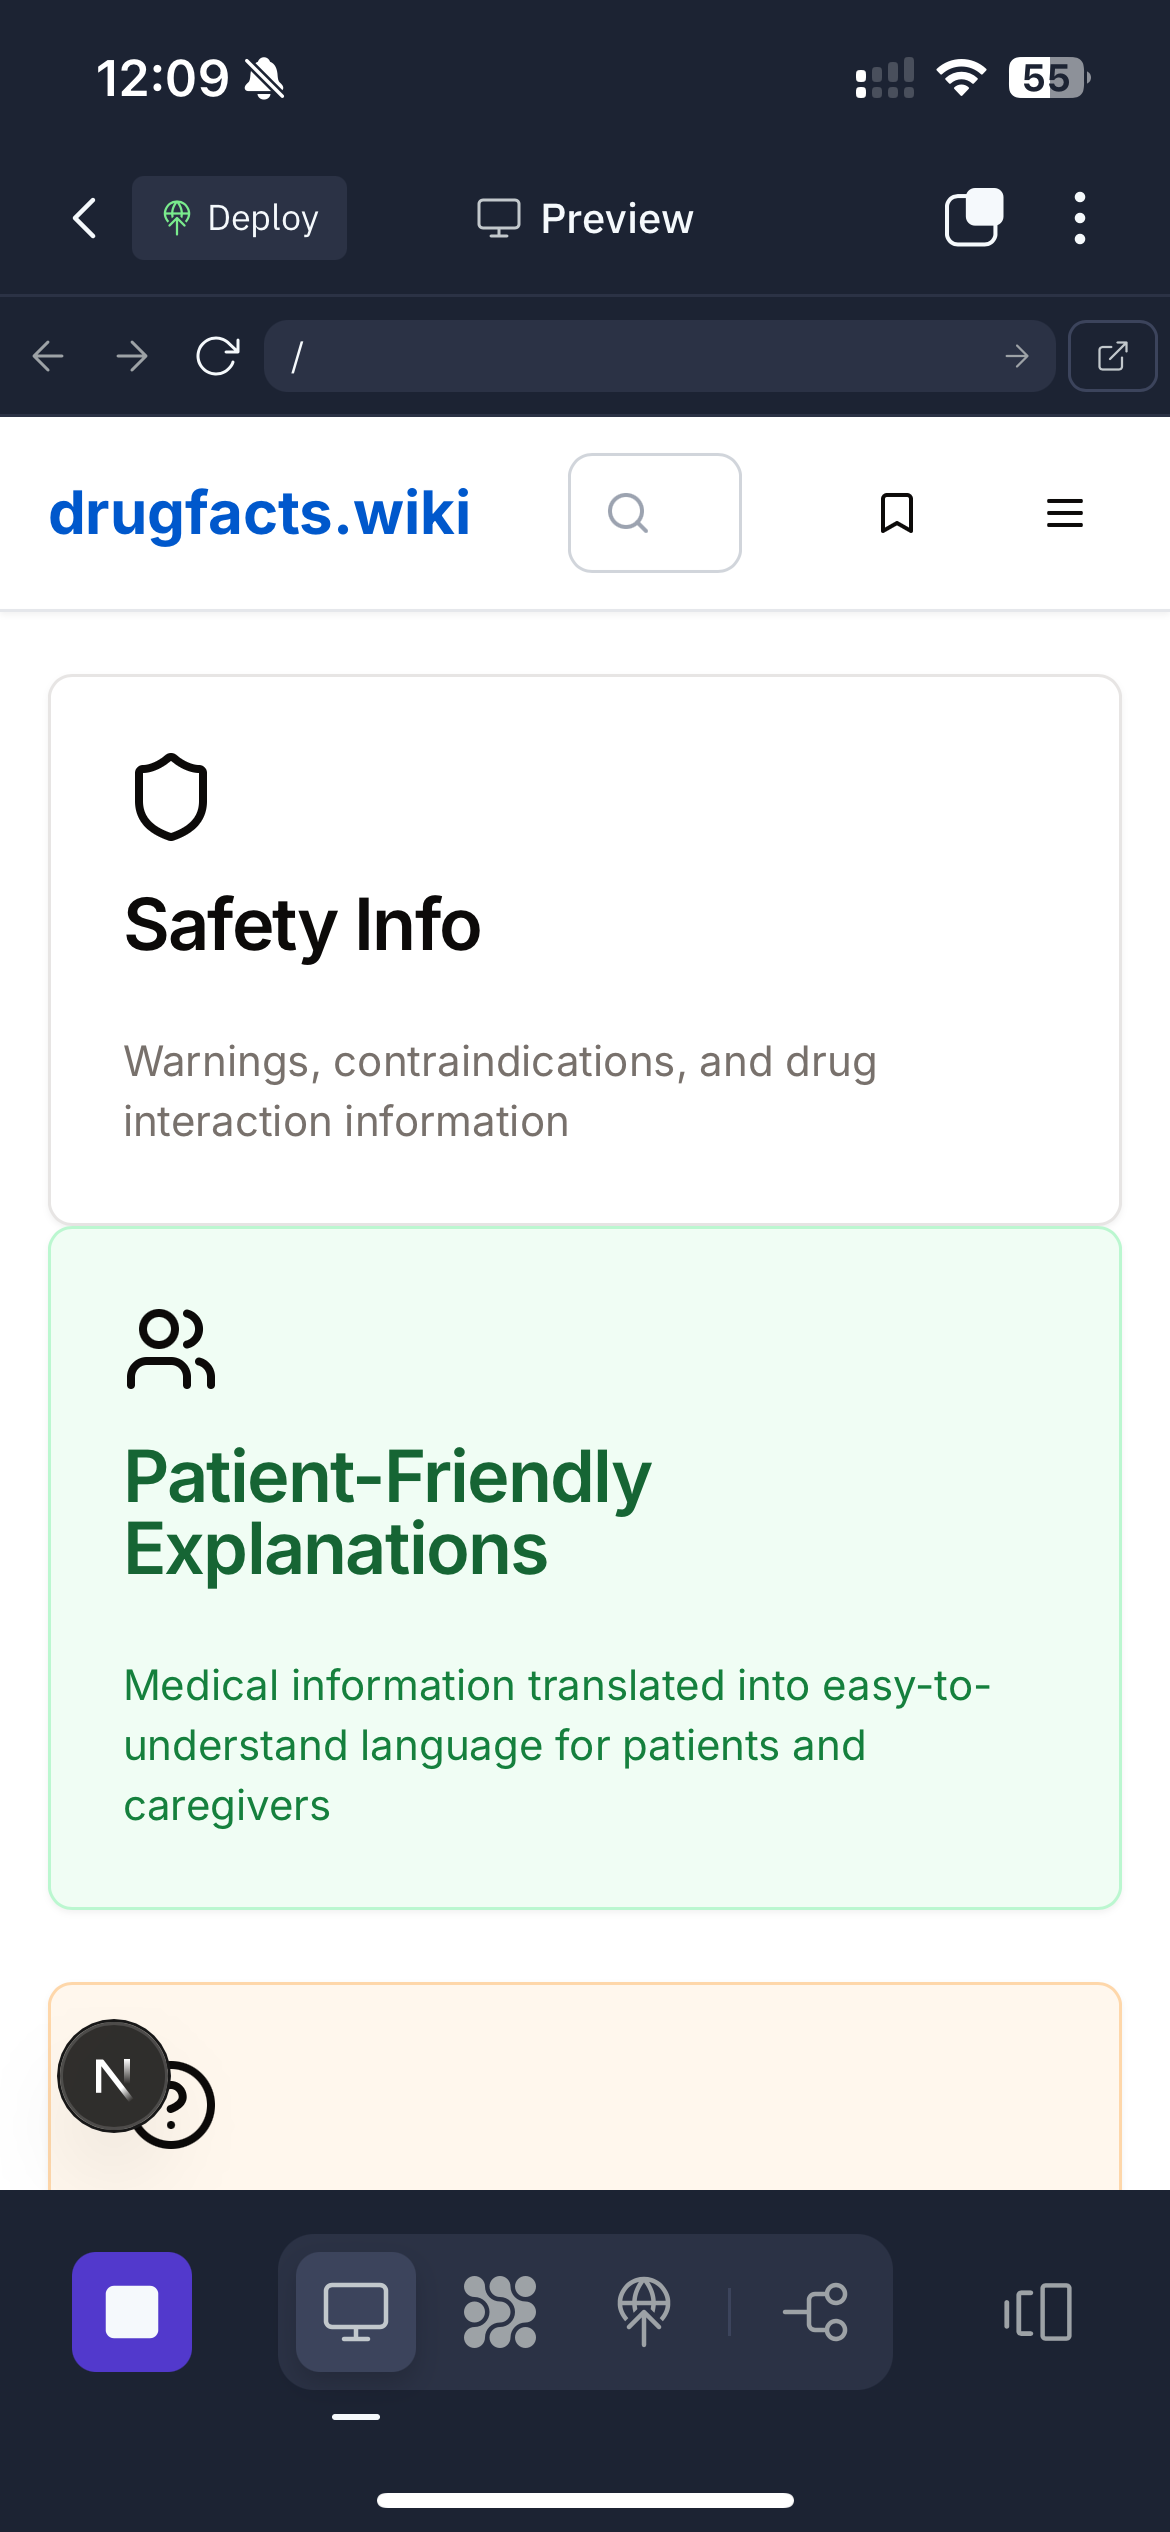 12:09
55
Deploy
Preview
/
drugfacts.wiki
Safety Info
Warnings, contraindications, and drug
interaction information
Patient-Friendly
Explanations
Medical information translated into easy-to-
understand language for patients and
caregivers
N